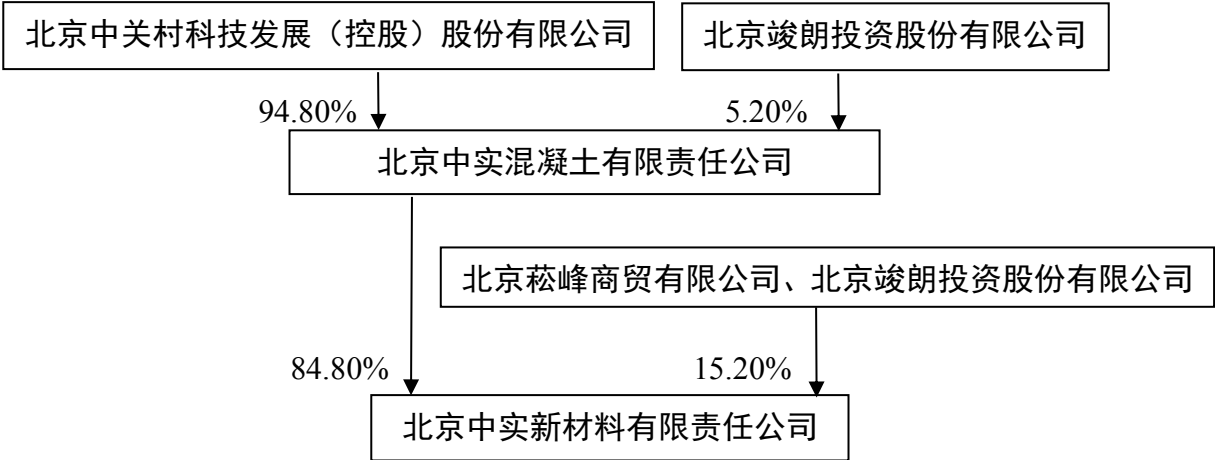 北京中关村科技发展（控股）股份有限公司
北京竣朗投资股份有限公司
94.80%
5.20%
北京中实混凝土有限责任公司
北京菘峰商贸有限公司、北京竣朗投资股份有限公司
84.80%
15.20%
北京中实新材料有限责任公司